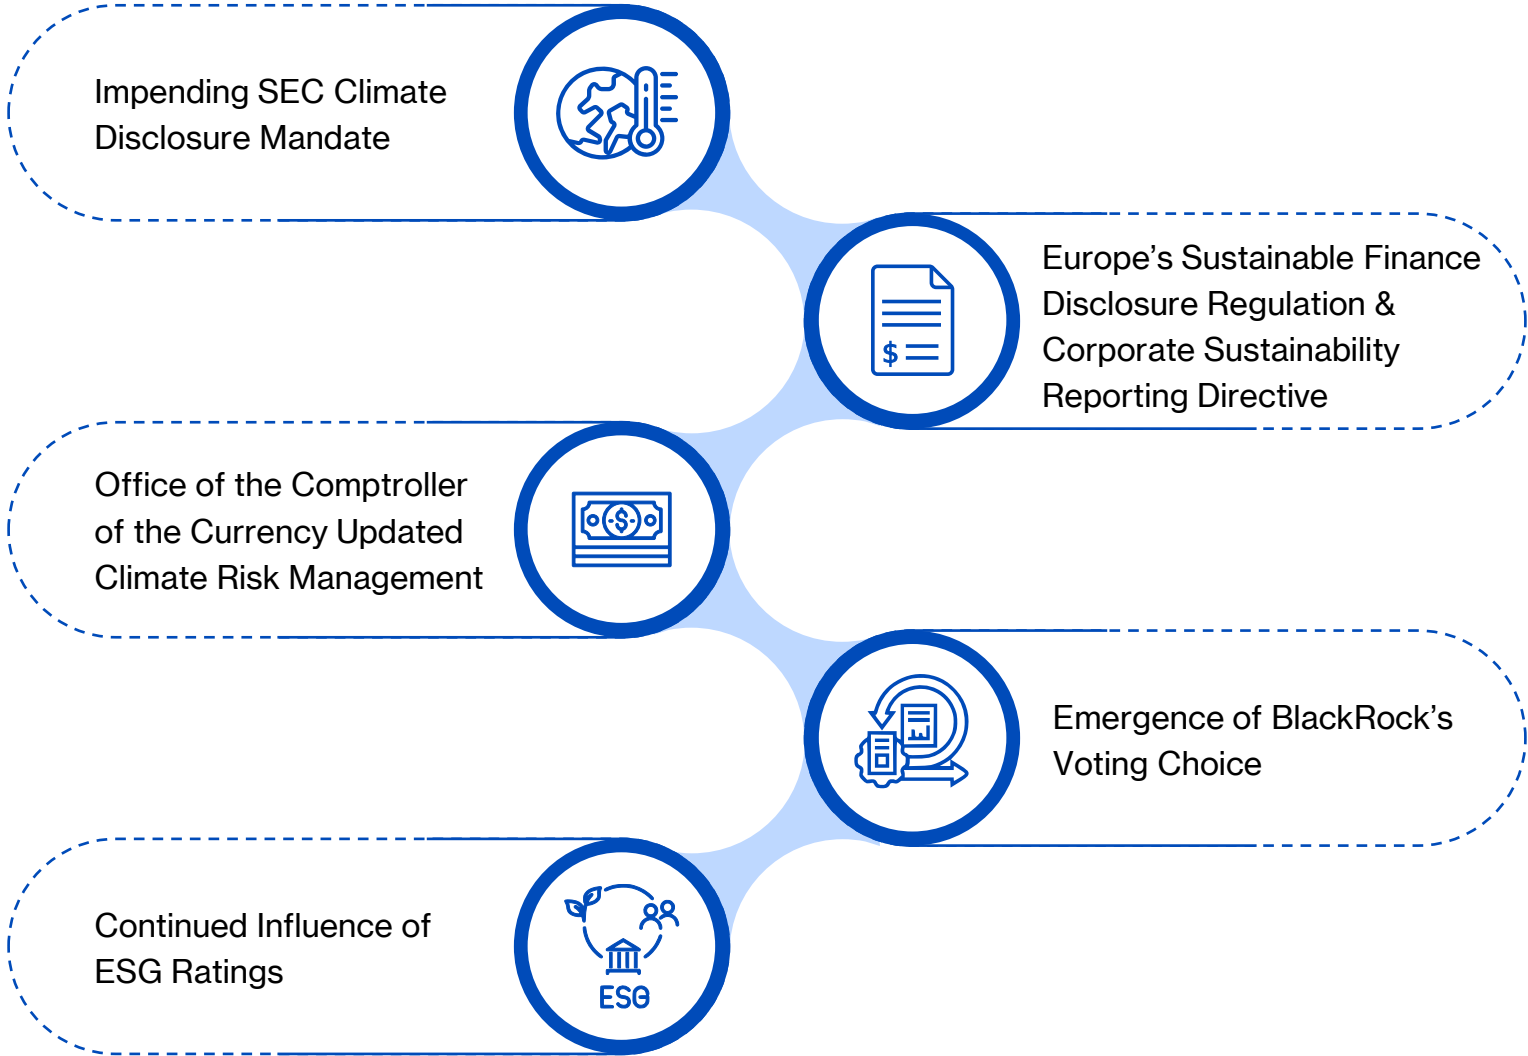 Impending SEC Climate
Disclosure Mandate
Europe’s Sustainable Finance
Disclosure Regulation &
Corporate Sustainability
Reporting Directive
$
Office of the Comptroller
of the Currency Updated
Climate Risk Management
$
Emergence of BlackRock’s
Voting Choice
Continued Influence of
ESG Ratings
ESG